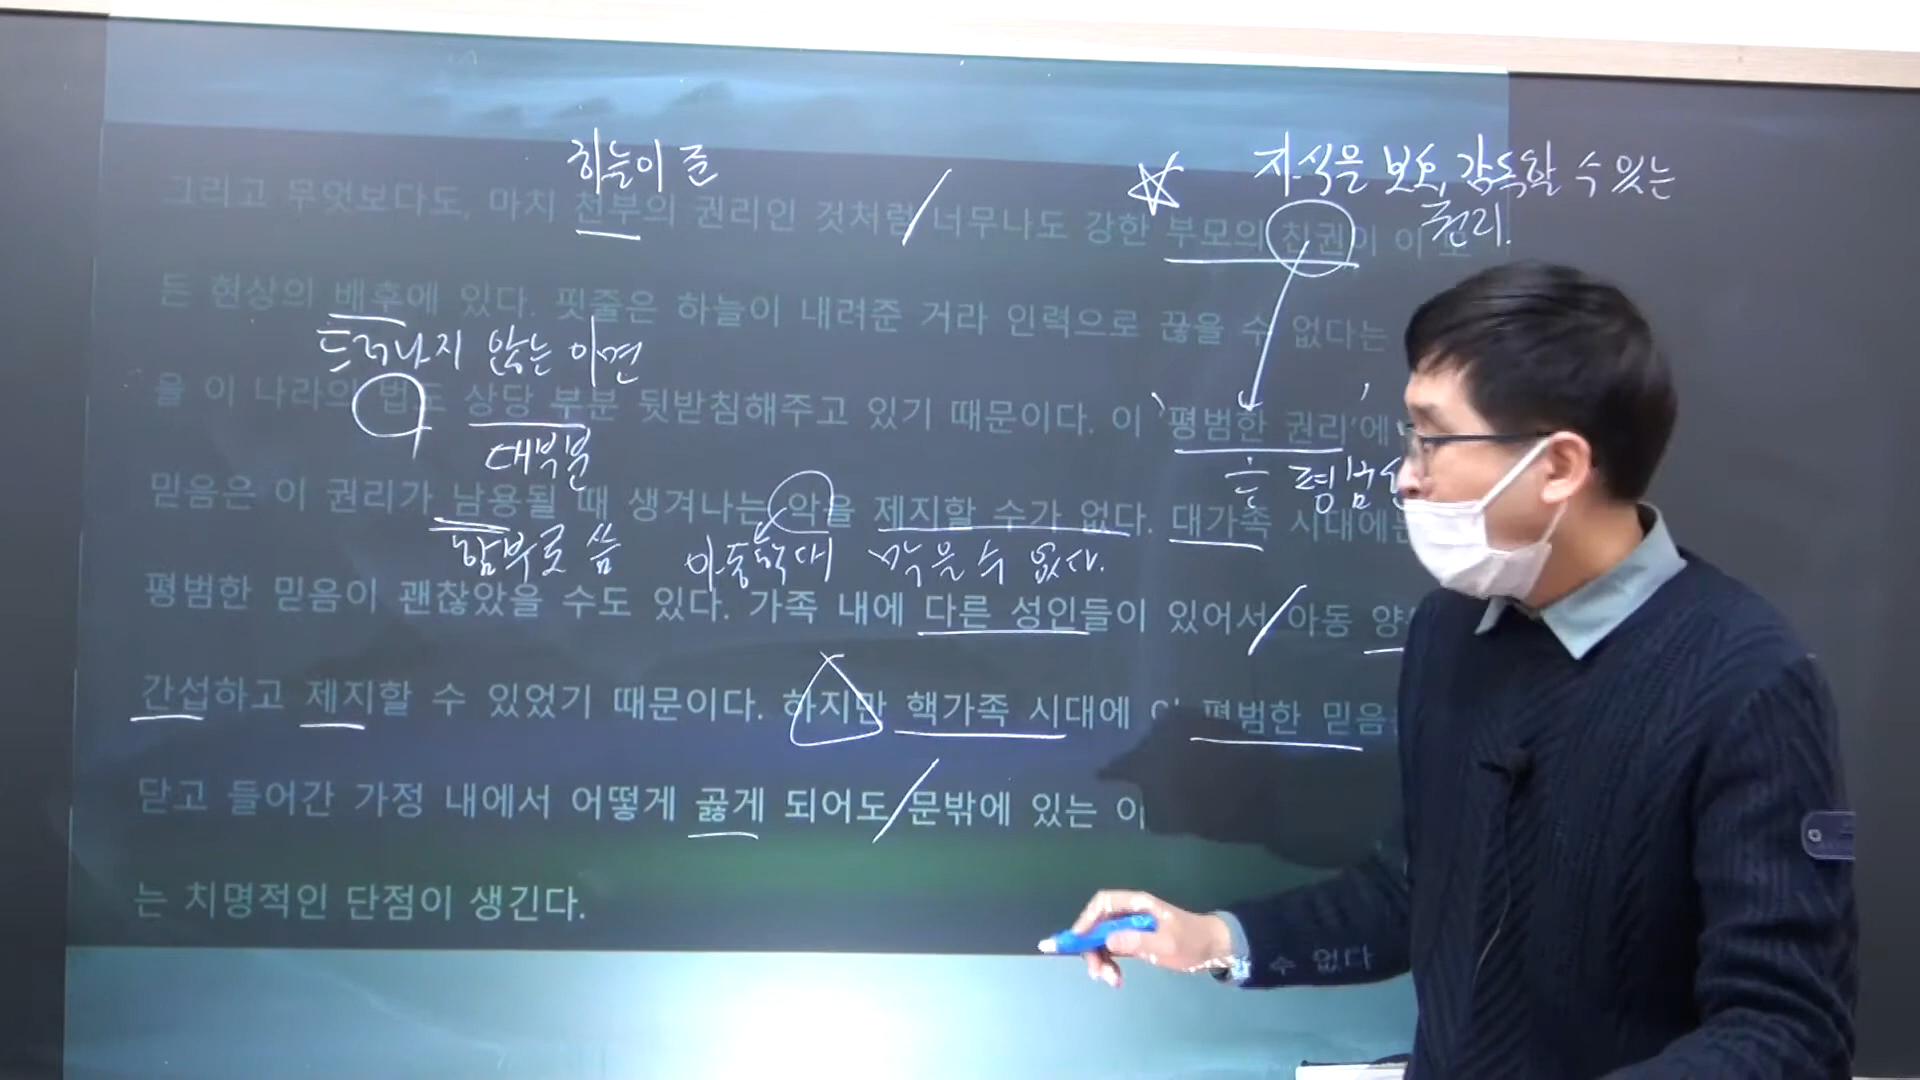 하늘이 준
자식을 보호, 감독할 수 있는
권리.
그리고 무엇보다도, 마치 천부의 권리인 것처럼 너무나도 강한 부모의 친권이 이 모
든 현상의 배후에 있다. 핏줄은 하늘이 내려준 거라 인력으로 끊을 수 없다는
드러나지 않는 이면
을 이 나라의 법도 상당 부분 뒷받침해주고 있기 때문이다. 이 '평범한 권리'에
대부분
평범한
믿음은 이 권리가 남용될 때 생겨나는 악을 제지할 수가 없다. 대가족 시대에는
함부로 씀
아동학대
막을 수 없다.
평범한 믿음이 괜찮았을 수도 있다. 가족 내에 다른 성인들이 있어서 아동 양
간섭하고 제지할 수 있었기 때문이다. 하지만 핵가족 시대에 이 평범한 믿음
닫고 들어간 가정 내에서 어떻게 곪게 되어도 문밖에 있는
는 치명적인 단점이 생긴다.
수 없다